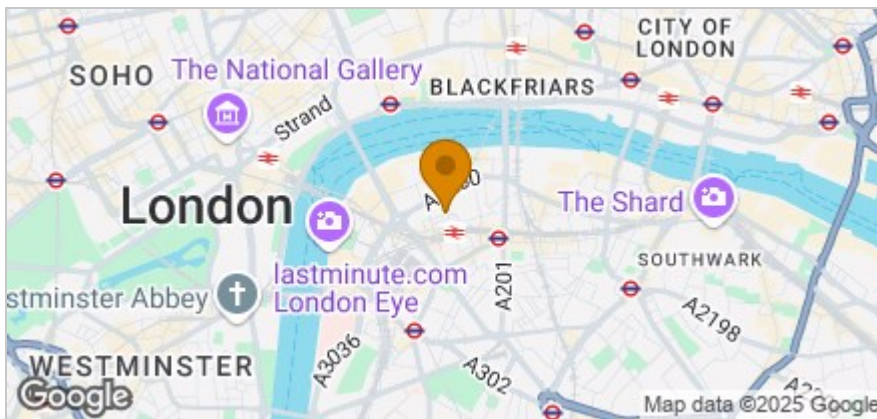 CITY OF
LONDON
SOHO
The National Gallery
BLACKFRIARS
Strand
London
The Shard
lastminute.com
London Eye
SOUTHWARK
stminster Abbey
A201
A2198
A3036
A302
WESTMINSTER
Google
Map data ©2025 Google